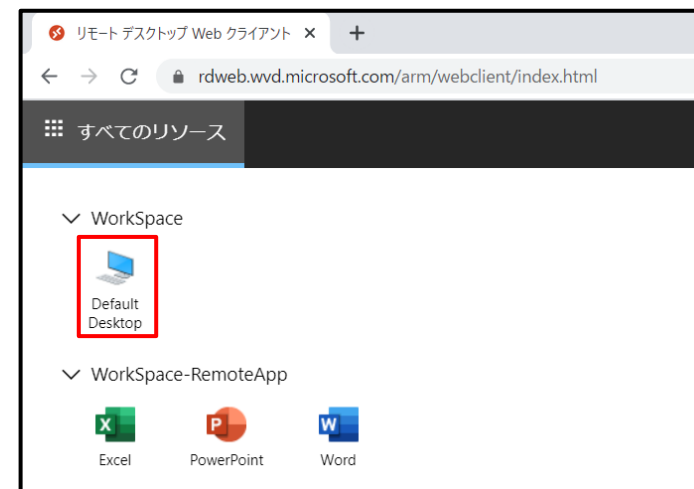 リモート デスクトップ Web クライアント
rdweb.wvd.microsoft.com/arm/webclient/index.html
すべてのリソース
WorkSpace
Default
Desktop
WorkSpace-RemoteApp
Excel
PowerPoint
Word